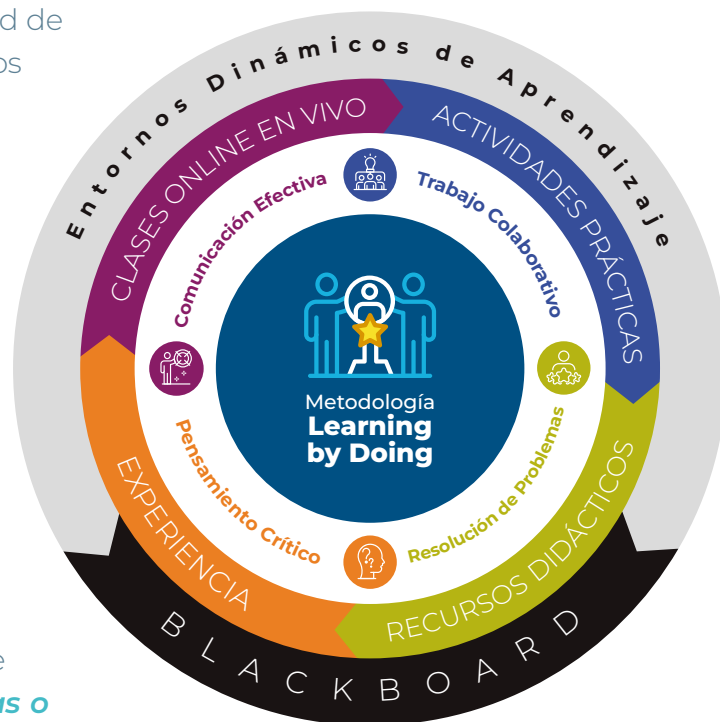 d de
os
Entornos Dinámicos de Aprendizaje
CLASES ONLINE EN VIVO
ACTIVIDADES PRÁCTICAS
Comunicación Efectiva
Trabajo Colaborativo
Metodología
Learning
by Doing
Pensamiento Crítico
Resolución de Problemas
EXPERIENCIA
RECURSOS DIDÁCTICOS
BLACKBOARD
e
as o